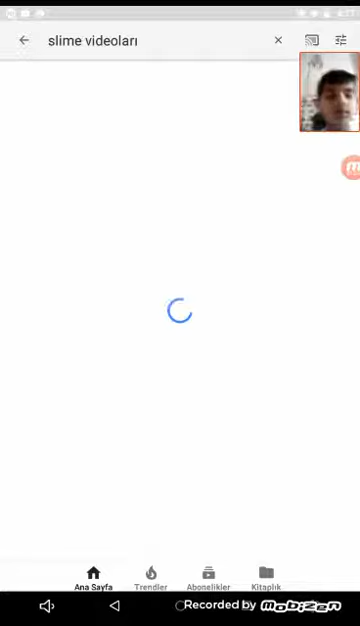 slime videoları
Ana Sayfa
Trendler
Abonelikler
Kitaplık
Recorded by mobizen